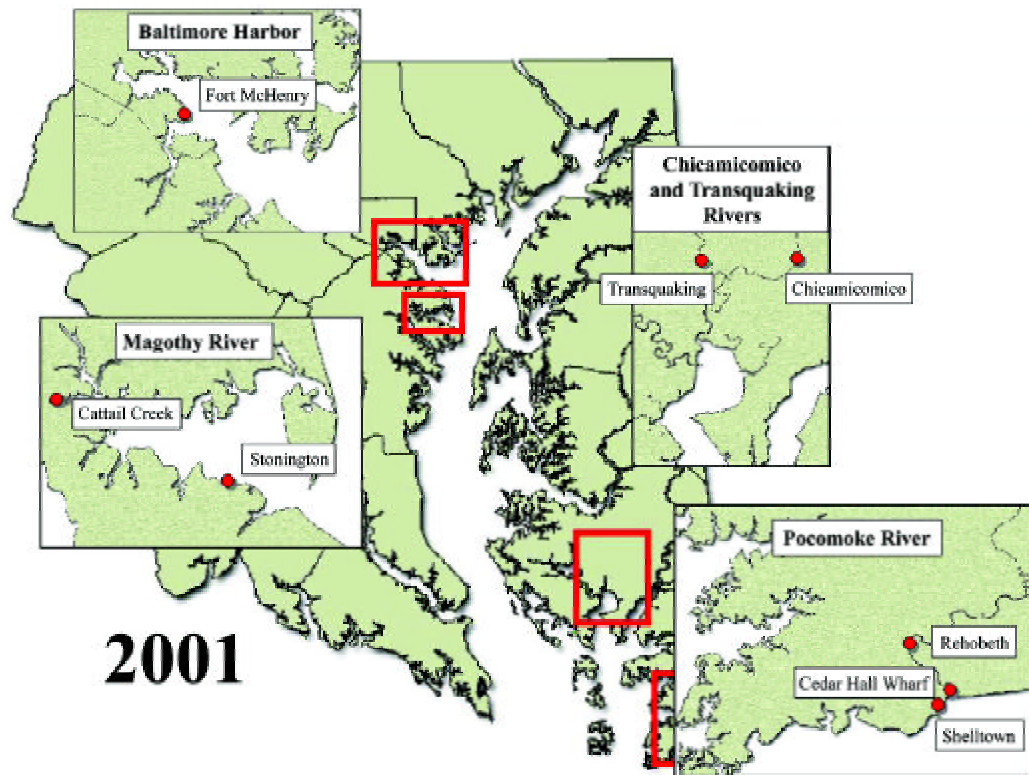 Baltimore Harbor
Fort McHenry
Chicamicomico
and Transquaking
Rivers
Transquaking
Chicamicomico
Magothy River
Cattail Creek
Stonington
Pocomoke River
Rehobeth
Cedar Hall Wharf
Shelltown
2001